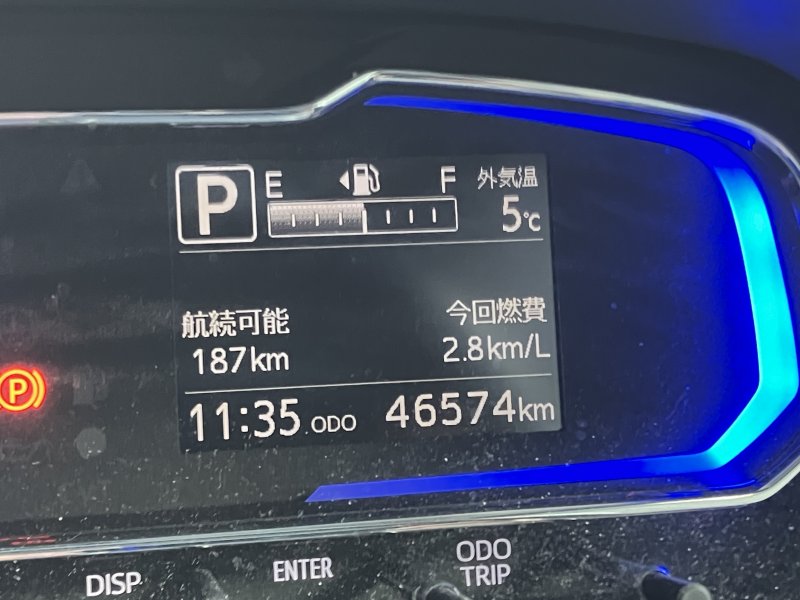 P E F 外気温
5℃
航続可能 今回燃費
187km 2.8km/L
P
11:35 ODO 46574km
DISP ENTER ODO
TRIP